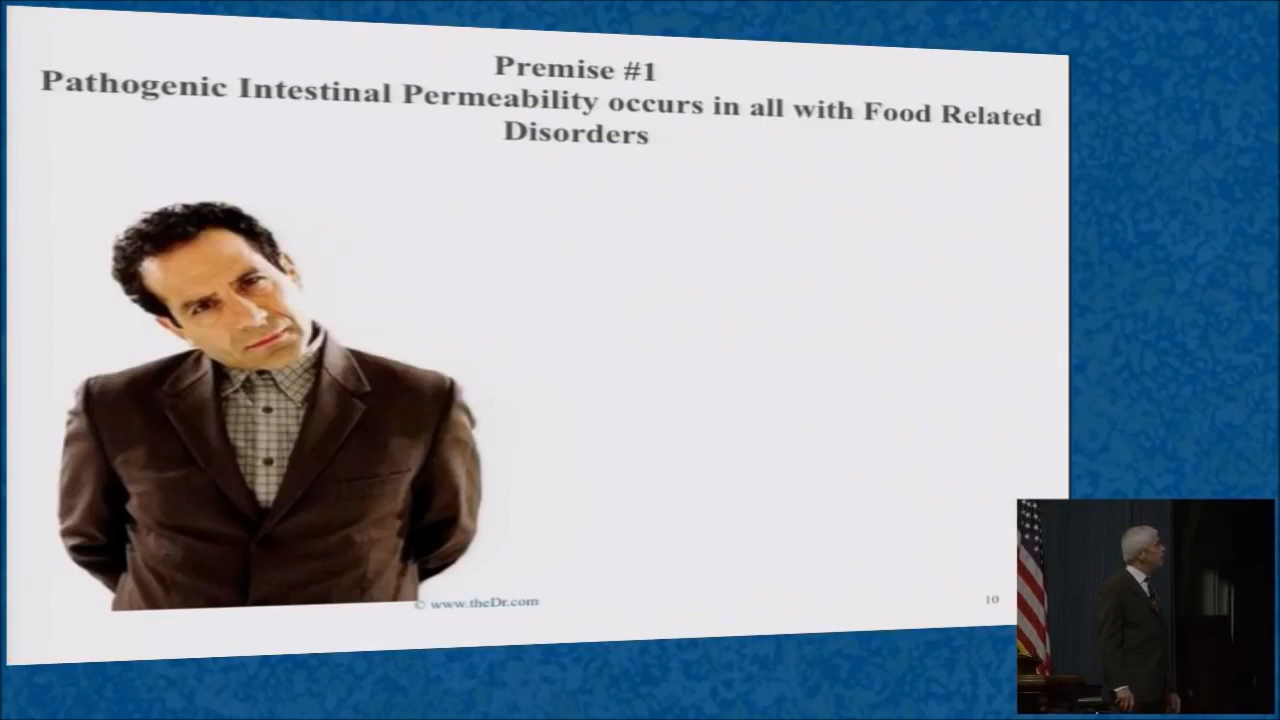 Premise #1
Pathogenic Intestinal Permeability occurs in all with Food Related
Disorders
© www.theDr.com
10